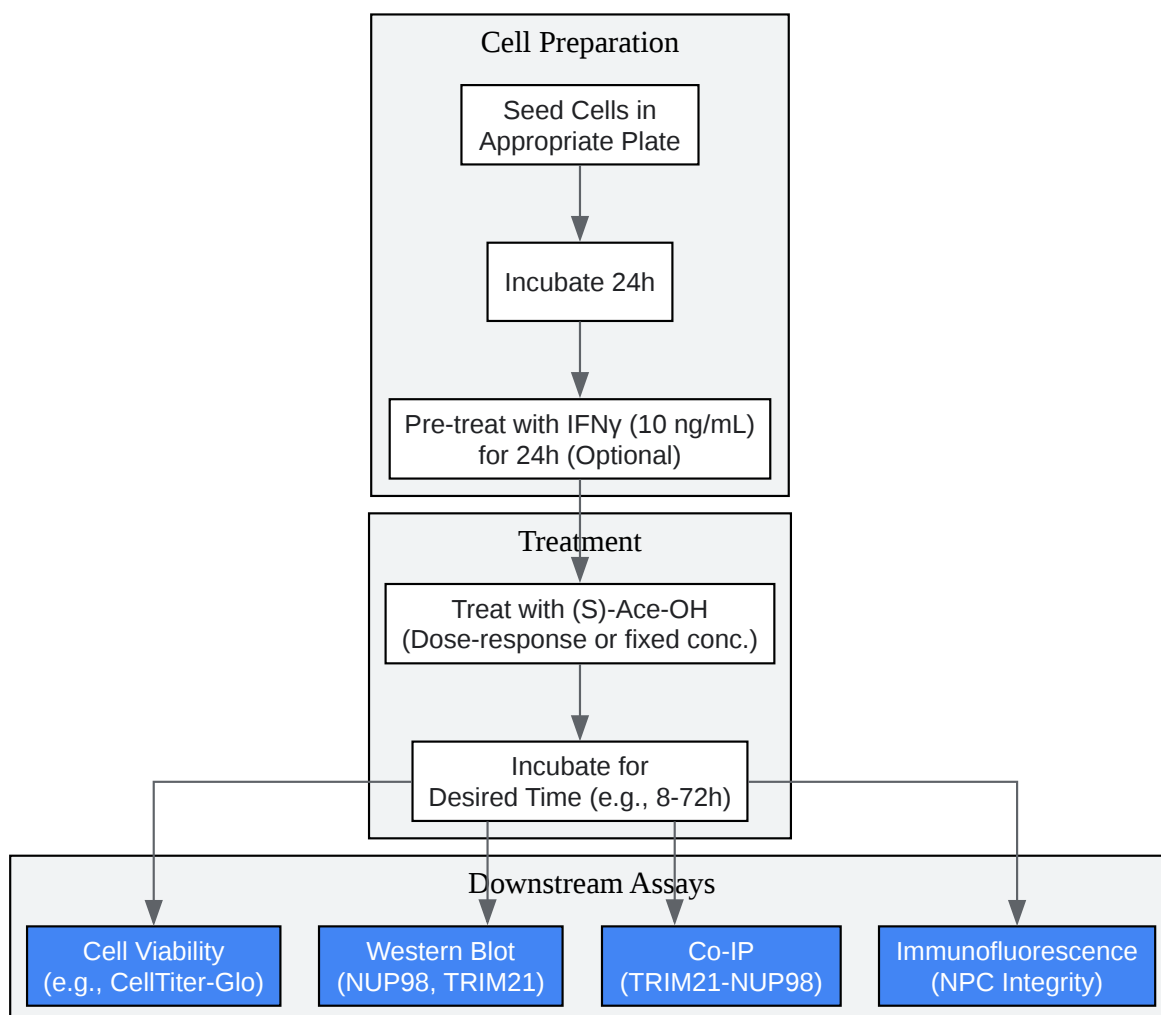 Cell Preparation
Seed Cells in
Appropriate Plate
Incubate 24h
Pre-treat with IFNγ (10 ng/mL)
for 24h (Optional)
Treatment
Treat with (S)-Ace-OH
(Dose-response or fixed conc.)
Incubate for
Desired Time (e.g., 8-72h)
Downstream Assays
Cell Viability
(e.g., CellTiter-Glo)
Western Blot
(NUP98, TRIM21)
Co-IP
(TRIM21-NUP98)
Immunofluorescence
(NPC Integrity)